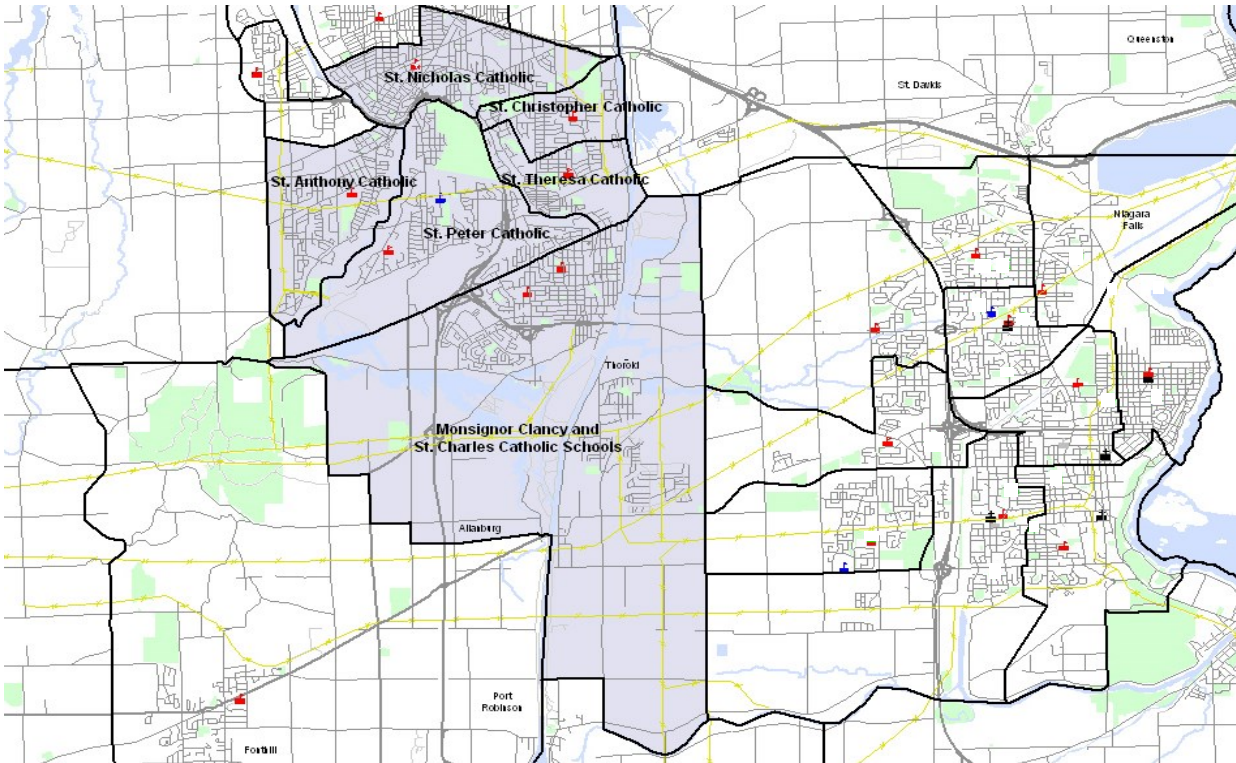 Queenston
St. Nicholas Catholic
St. Davids
St. Christopher Catholic
St. Anthony Catholic
St. Theresa Catholic
Niagara
Falls
St. Peter Catholic
Thorold
Monsignor Clancy and
St. Charles Catholic Schools
Allanburg
Port
Robinson
Fonthill